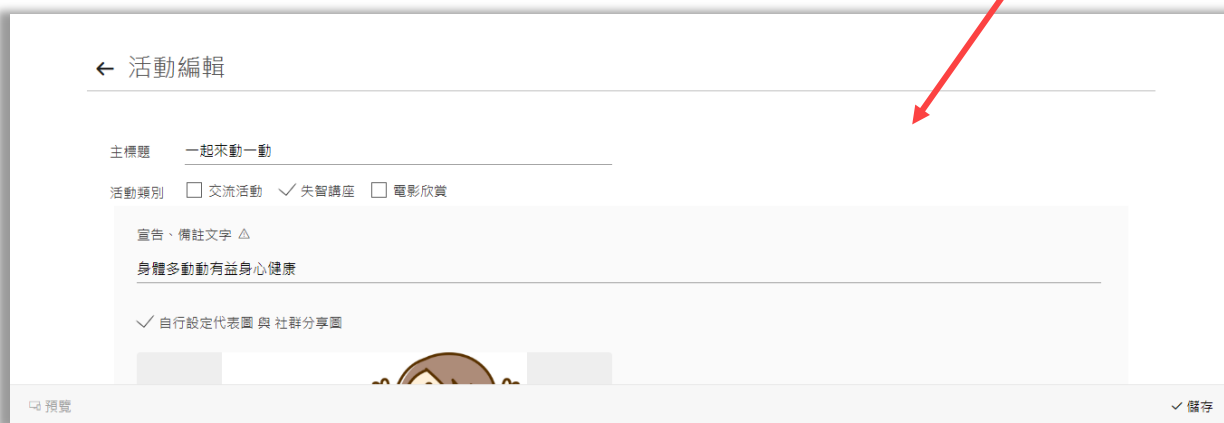 活動編輯
主標題 一起來動一動
活動類別 交流活動 失智講座 電影欣賞
宣告、備註文字
身體多動動有益身心健康
自行設定代表圖 與 社群分享圖
預覽 儲存